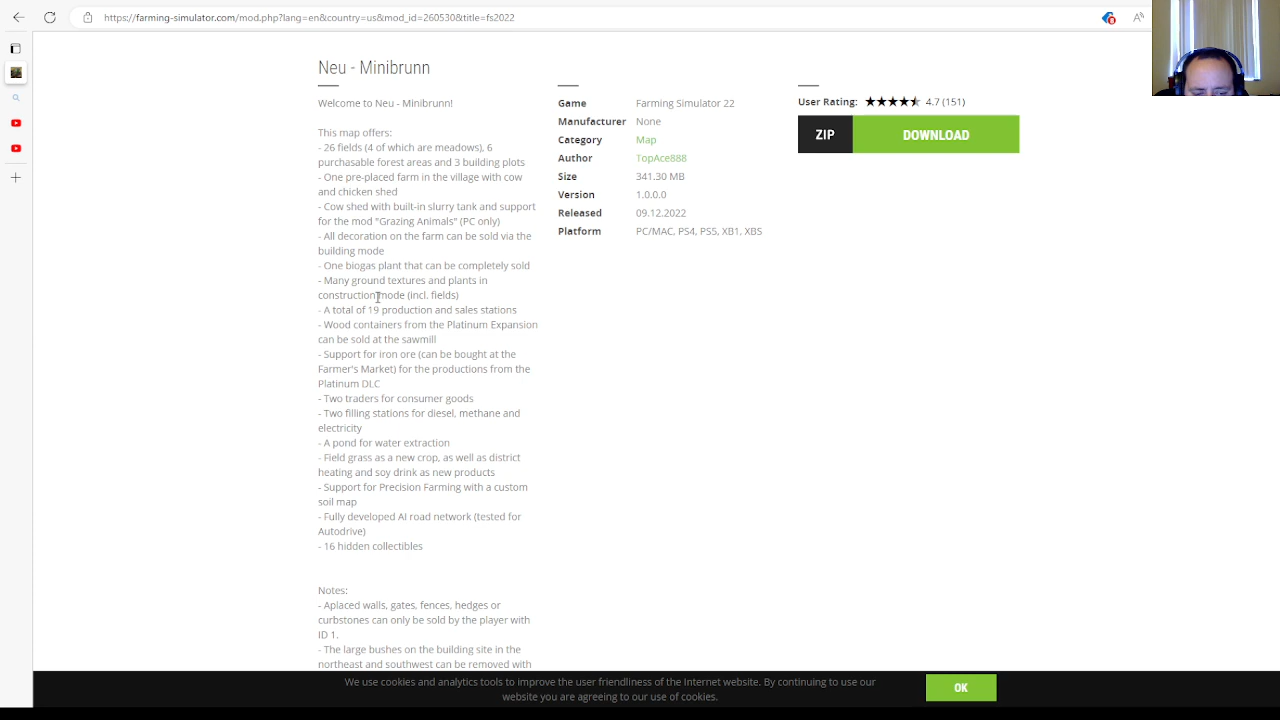 https://farming-simulator.com/mod.php?lang=en&country=us&mod_id=260530&title=fs2022
Neu - Minibrunn
Welcome to Neu - Minibrunn!
This map offers:
- 26 fields (4 of which are meadows), 6
purchasable forest areas and 3 building plots
- One pre-placed farm in the village with cow
and chicken shed
- Cow shed with built-in slurry tank and support
for the mod "Grazing Animals" (PC only)
- All decoration on the farm can be sold via the
building mode
- One biogas plant that can be completely sold
- Many ground textures and plants in
construction mode (incl. fields)
- A total of 19 production and sales stations
- Wood containers from the Platinum Expansion
can be sold at the sawmill
- Support for iron ore (can be bought at the
Farmer's Market) for the productions from the
Platinum DLC
- Two traders for consumer goods
- Two filling stations for diesel, methane and
electricity
- A pond for water extraction
- Field grass as a new crop, as well as district
heating and soy drink as new products
- Support for Precision Farming with a custom
soil map
- Fully developed AI road network (tested for
Autodrive)
- 16 hidden collectibles
Notes:
- Aplaced walls, gates, fences, hedges or
curbstones can only be sold by the player with
ID 1.
- The large bushes on the building site in the
northeast and southwest can be removed with
Game Farming Simulator 22
Manufacturer None
Category Map
Author TopAce888
Size 341.30 MB
Version 1.0.0.0
Released 09.12.2022
Platform PC/MAC, PS4, PS5, XB1, XBS
User Rating: 4.7 (151)
ZIP DOWNLOAD
We use cookies and analytics tools to improve the user friendliness of the Internet website. By continuing to use our
website you are agreeing to our use of cookies.
OK